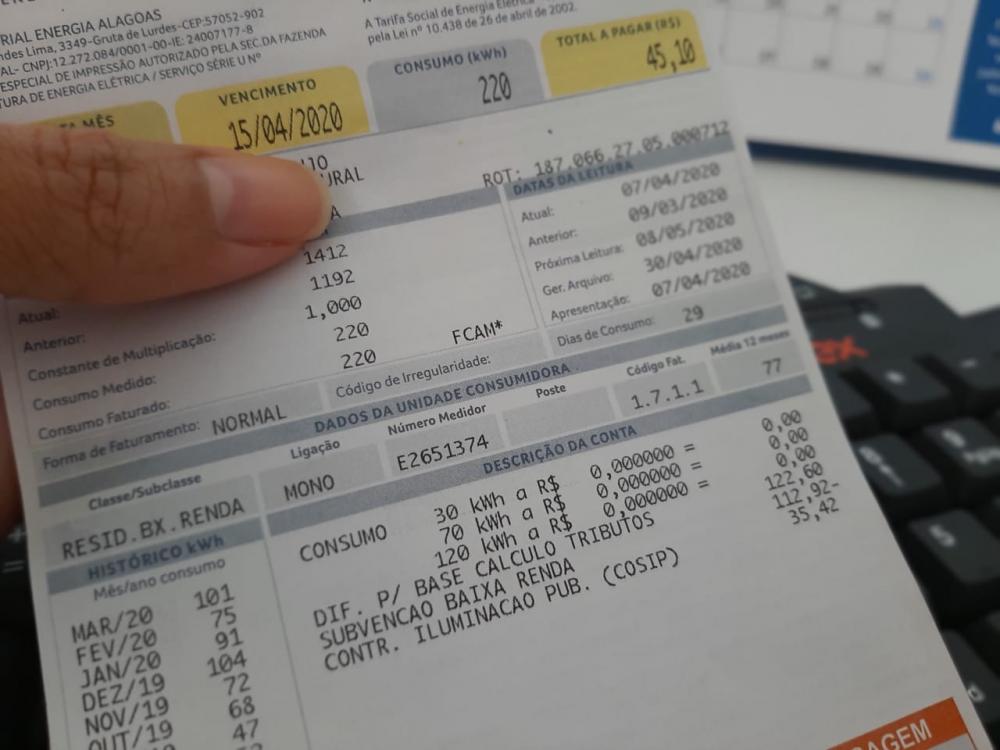 RIAL ENERGIA ALAGOAS
des Lima, 3349-Gruta de Lurdes-CEP:57052-902
AL- CNPJ:12.272.084/0001-00-IE: 24007177-8
ESPECIAL DE IMPRESSÃO AUTORIZADO PELA SEC.DA FAZENDA
TURA DE ENERGIA ELÉTRICA / SERVIÇO SÉRIE U Nº
A Tarifa Social de Energia
pela Lei nº 10.438 de 26 de abril de 2002.
TA MÊS
VENCIMENTO
15/04/2020
CONSUMO (kWh)
220
TOTAL A PAGAR (R$)
45,10
URAL
ROT: 187.066.27.05.000712
DATAS DA LEITURA
Atual: 07/04/2020
Anterior: 09/03/2020
Próxima Leitura: 08/05/2020
Ger. Arquivo: 30/04/2020
Apresentação: 07/04/2020
Dias de Consumo: 29
Atual: 1412
Anterior: 1192
Constante de Multiplicação: 1,000
Consumo Medido: 220
Consumo Faturado: 220
FCAM*
Forma de Faturamento: NORMAL
Código de Irregularidade:
DADOS DA UNIDADE CONSUMIDORA
Classe/Subclasse Ligação Número Medidor Poste Código Fat. Média 12 meses
RESID.BX.RENDA MONO E2651374 1.7.1.1 77
HISTÓRICO kWh
Mês/ano consumo
MAR/20 101
FEV/20 75
JAN/20 91
DEZ/19 104
NOV/19 72
OUT/19 68
47
DESCRIÇÃO DA CONTA
CONSUMO 30 kWh a R$ 0,000000 = 0,00
70 kWh a R$ 0,000000 = 0,00
120 kWh a R$ 0,000000 = 0,00
DIF. P/ BASE CALCULO TRIBUTOS 122,60
SUBVENCAO BAIXA RENDA 112,92-
CONTR. ILUMINACAO PUB. (COSIP) 35,42
AGEM